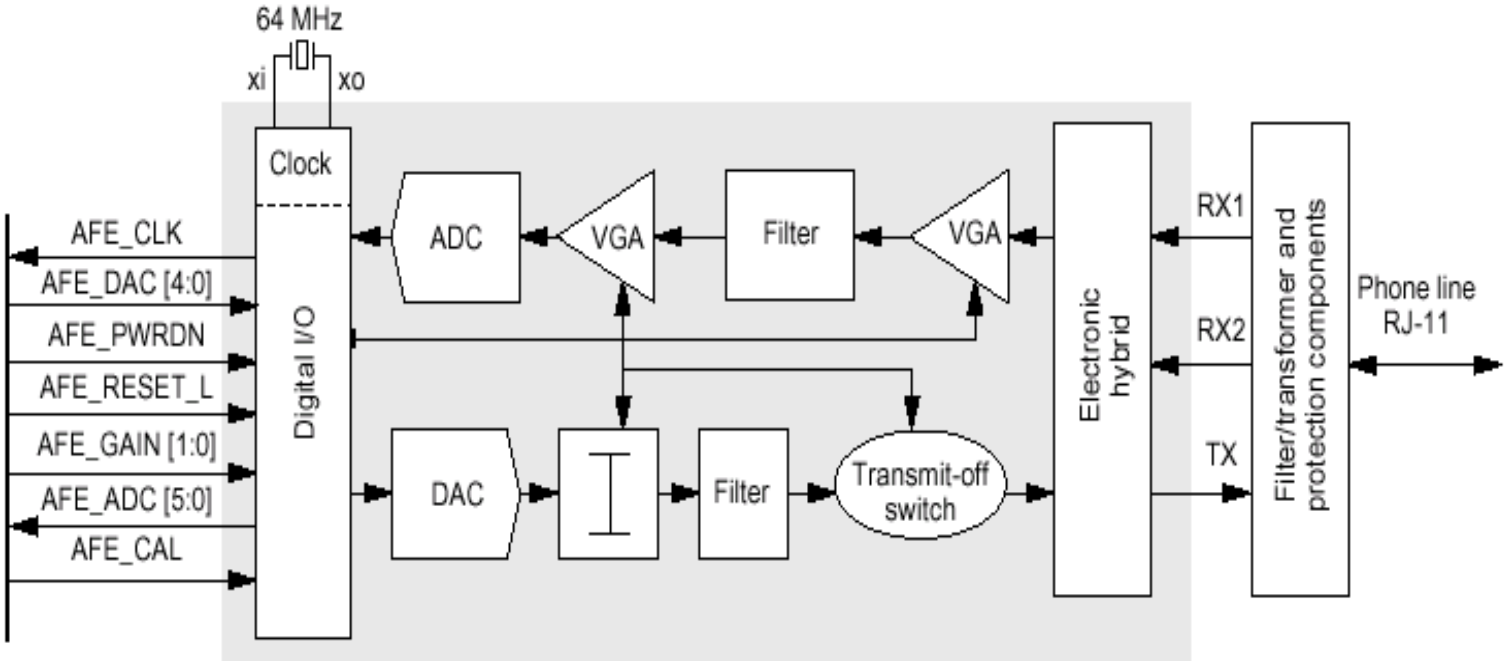 64 MHz
xi
xo
Clock
Digital I/O
AFE_CLK
AFE_DAC [4:0]
AFE_PWRDN
AFE_RESET_L
AFE_GAIN [1:0]
AFE_ADC [5:0]
AFE_CAL
ADC
VGA
Filter
VGA
DAC
Filter
Transmit-off
switch
Electronic
hybrid
RX1
RX2
TX
Filter/transformer and
protection components
Phone line
RJ-11